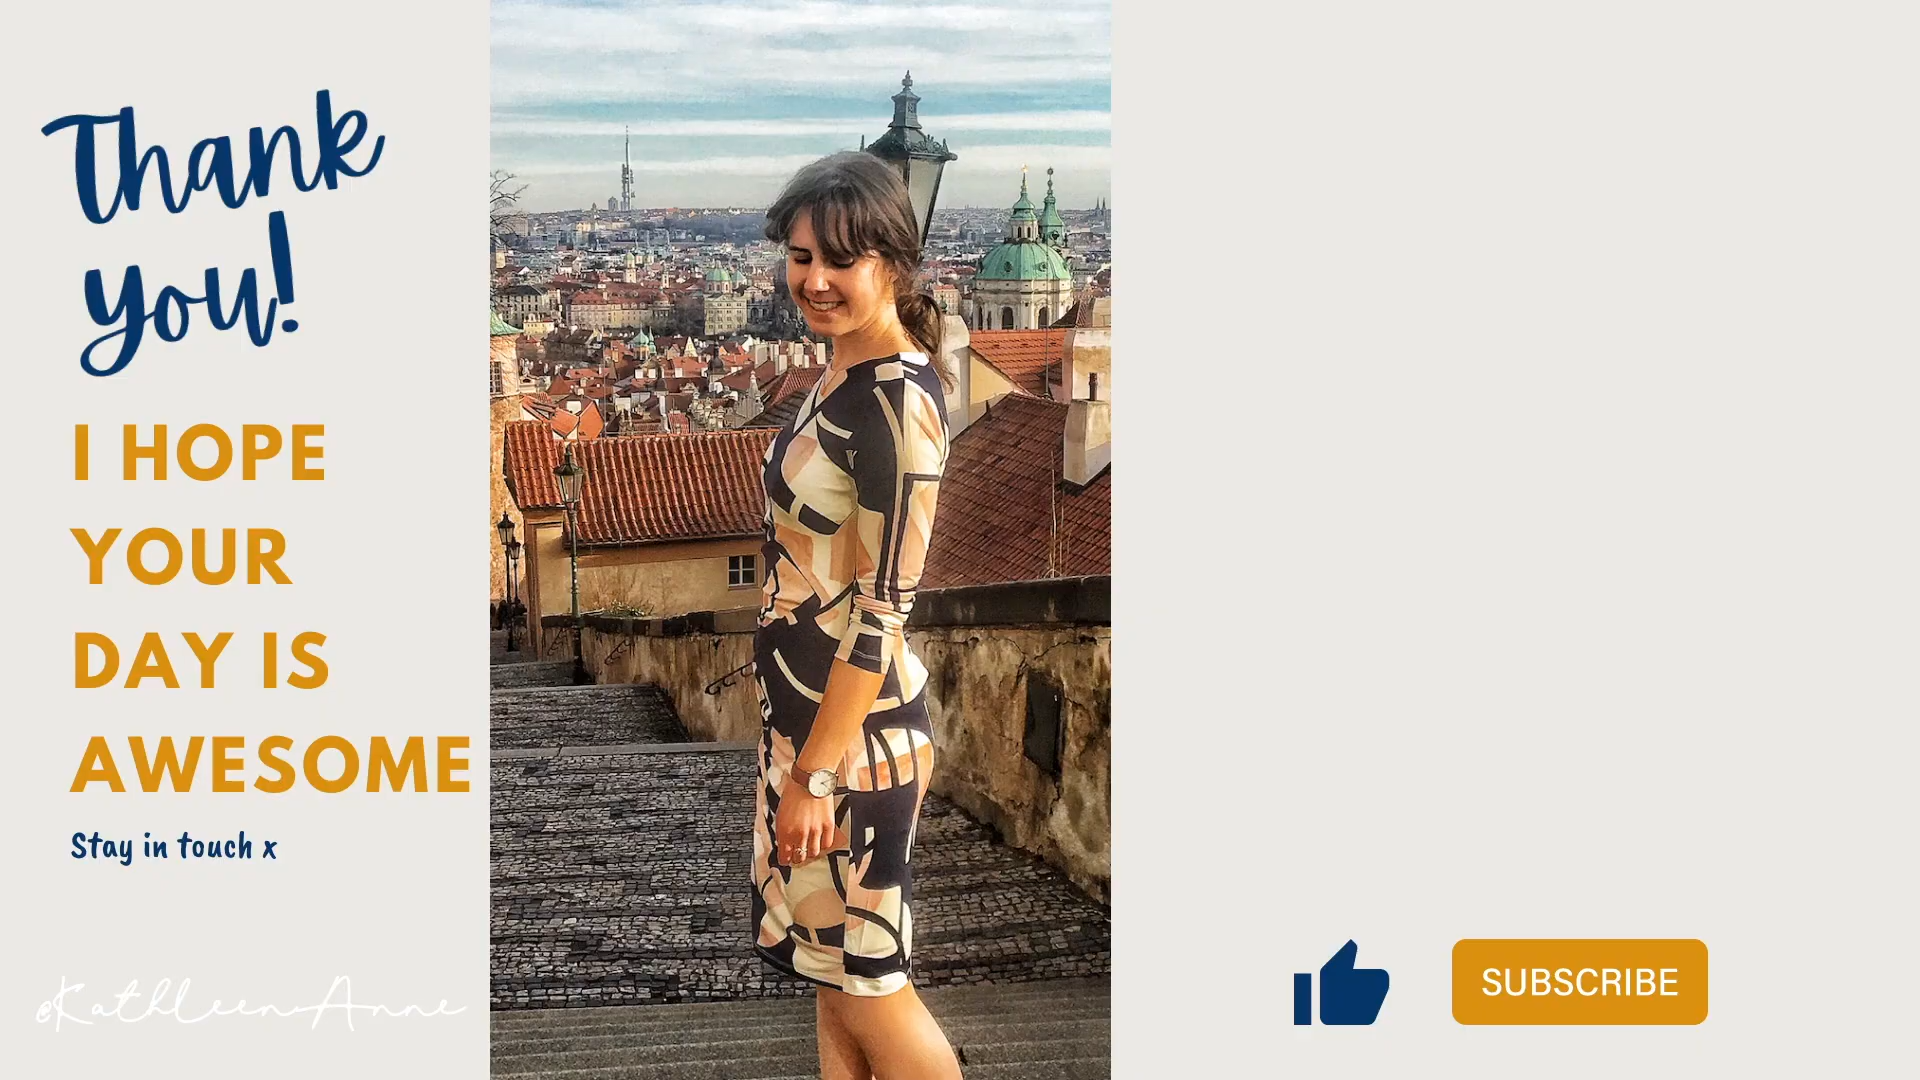 Thank
you!
I HOPE
YOUR
DAY IS
AWESOME
Stay in touch x
@KathleenAnne
SUBSCRIBE